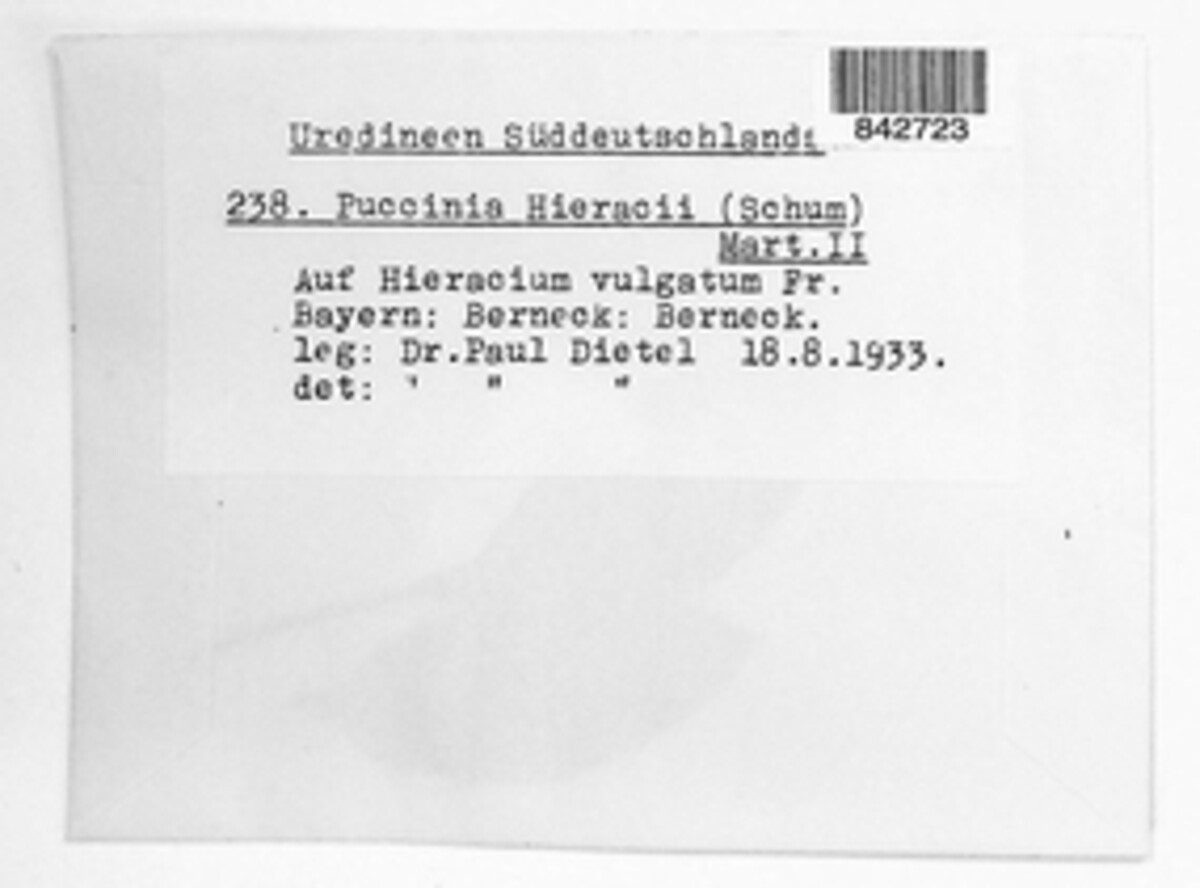 842723
Uredineen Süddeutschlands
238. Puccinia Hieracii (Schum)
Mart.II
Auf Hieracium vulgatum Fr.
Bayern: Berneck: Berneck.
leg: Dr.Paul Dietel 18.8.1933.
det: " " "